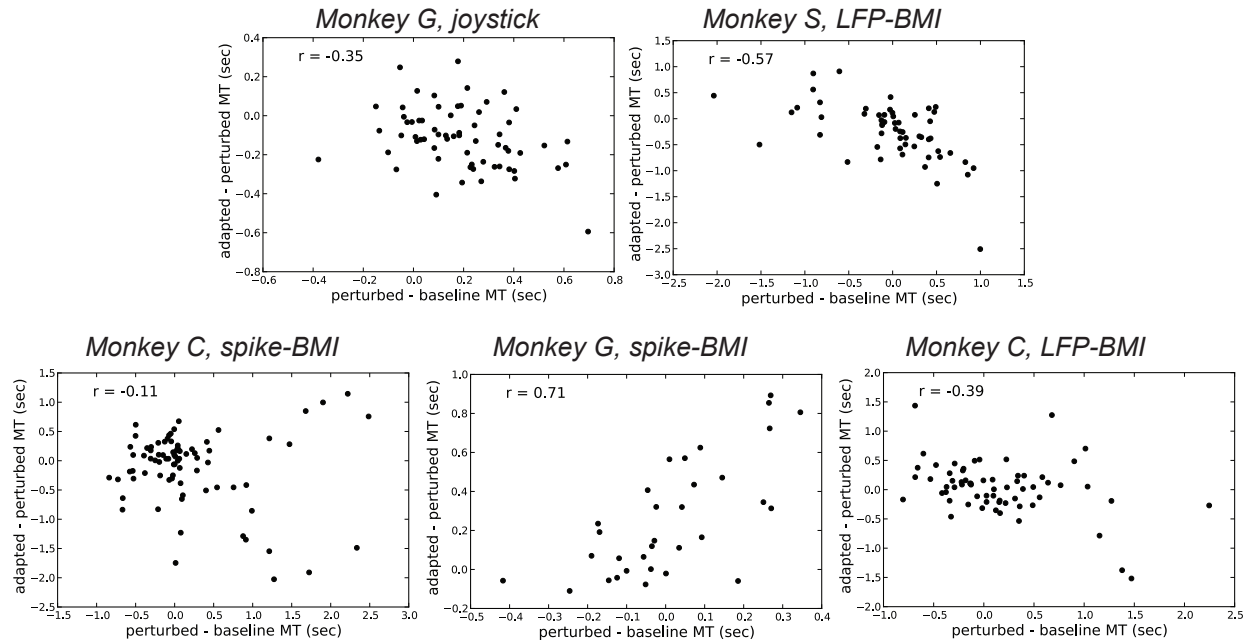 Monkey G, joystick
r = -0.35
adapted - perturbed MT (sec)
0.4
0.2
0.0
−0.2
−0.4
−0.6
−0.8
−0.6 −0.4 −0.2 0.0 0.2 0.4 0.6 0.8
perturbed - baseline MT (sec)
Monkey S, LFP-BMI
r = -0.57
adapted - perturbed MT (sec)
1.5
1.0
0.5
0.0
−0.5
−1.0
−1.5
−2.0
−2.5
−3.0
−2.5 −2.0 −1.5 −1.0 −0.5 0.0 0.5 1.0 1.5
perturbed - baseline MT (sec)
Monkey C, spike-BMI
r = -0.11
adapted - perturbed MT (sec)
1.5
1.0
0.5
0.0
−0.5
−1.0
−1.5
−2.0
−2.5
−1.5 −1.0 −0.5 0.0 0.5 1.0 1.5 2.0 2.5 3.0
perturbed - baseline MT (sec)
Monkey G, spike-BMI
r = 0.71
adapted - perturbed MT (sec)
1.0
0.8
0.6
0.4
0.2
0.0
−0.2
−0.5 −0.4 −0.3 −0.2 −0.1 0.0 0.1 0.2 0.3 0.4
perturbed - baseline MT (sec)
Monkey C, LFP-BMI
r = -0.39
adapted - perturbed MT (sec)
2.0
1.5
1.0
0.5
0.0
−0.5
−1.0
−1.5
−2.0
−1.0 −0.5 0.0 0.5 1.0 1.5 2.0 2.5
perturbed - baseline MT (sec)